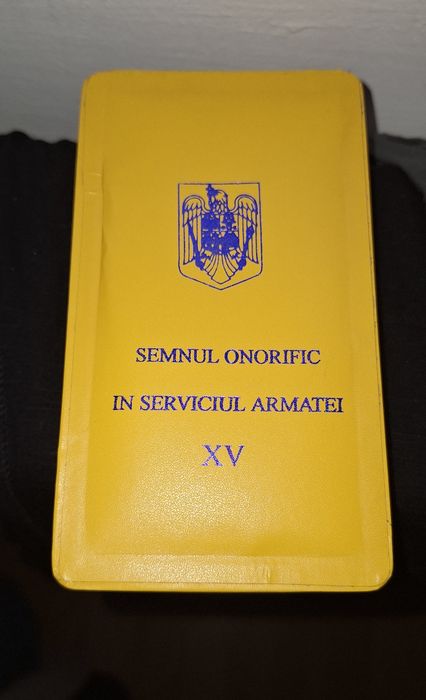 SEMNUL ONORIFIC
IN SERVICIUL ARMATEI
XV